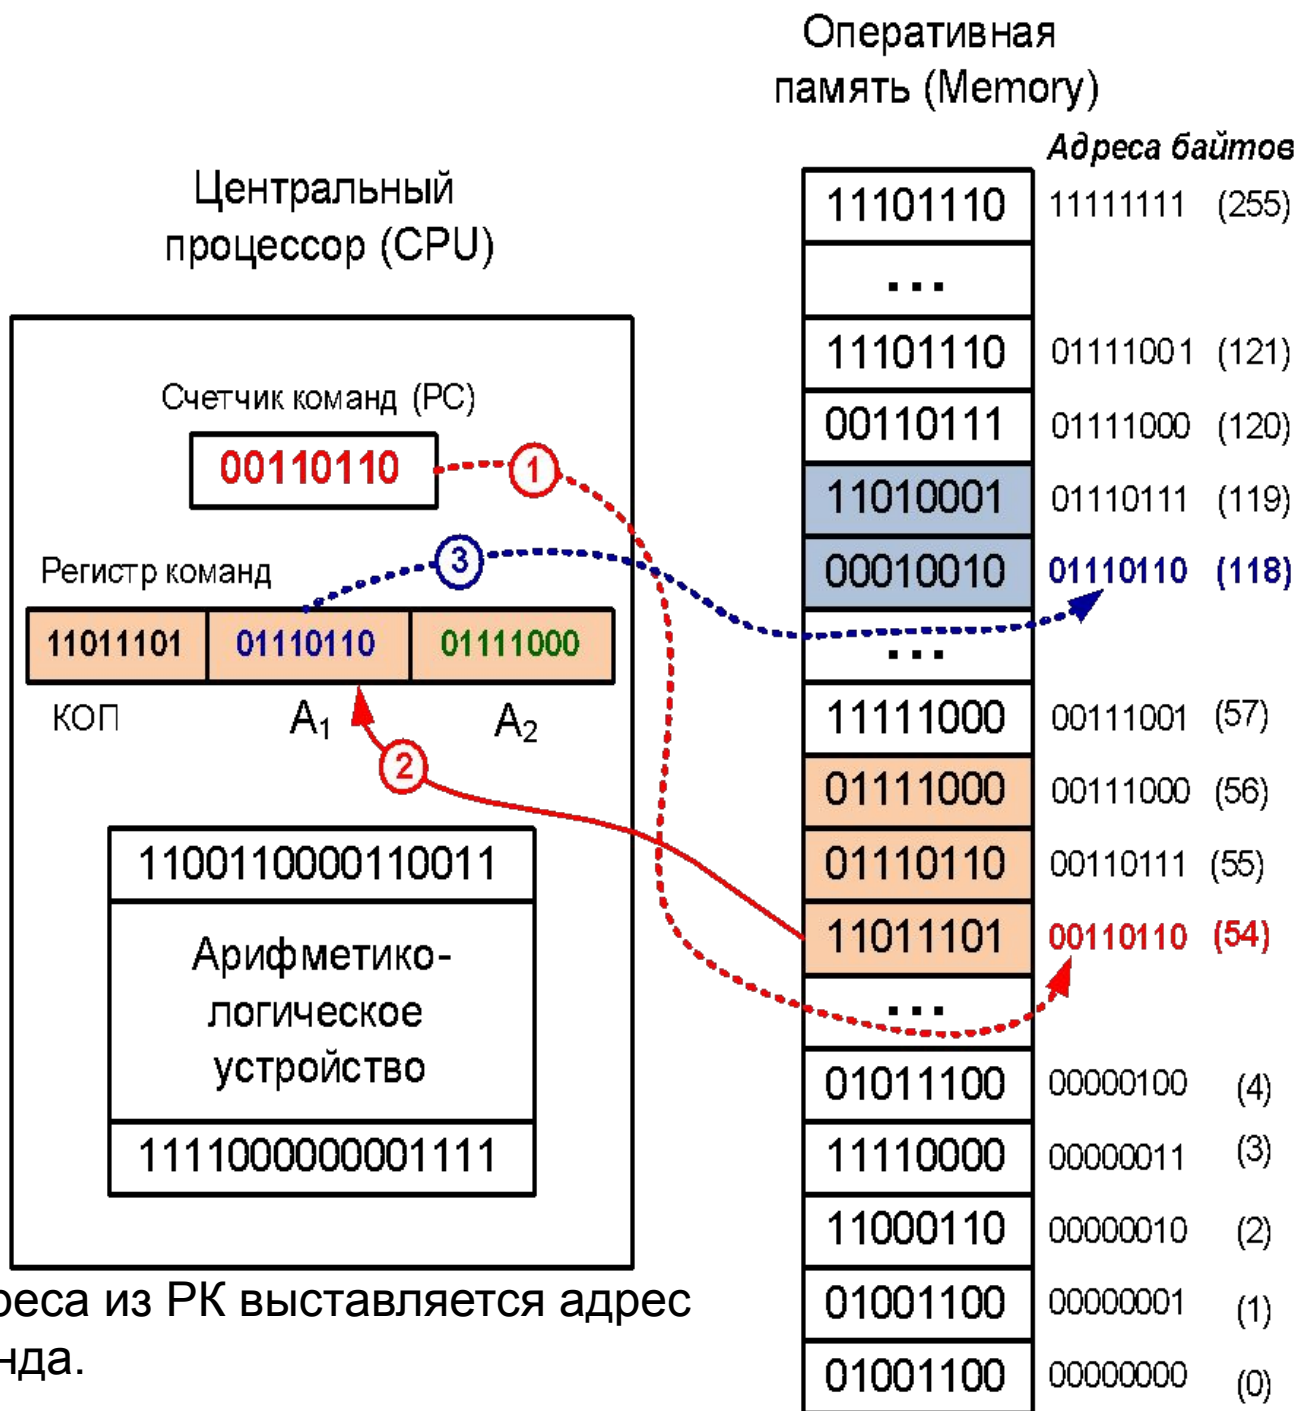 Оперативная
память (Memory)
Адреса байтов
Центральный
процессор (CPU)
11101110 11111111 (255)
...
11101110 01111001 (121)
Счетчик команд (PC)
00110111 01111000 (120)
00110110 1
11010001 01110111 (119)
3
00010010 01110110 (118)
Регистр команд
11011101 01110110 01111000
...
КОП A1 A2
11111000 00111001 (57)
2
01111000 00111000 (56)
1100110000110011
01110110 00110111 (55)
11011101 00110110 (54)
Арифметико-
логическое
устройство
...
01011100 00000100 (4)
1111000000001111
11110000 00000011 (3)
11000110 00000010 (2)
01001100 00000001 (1)
01001100 00000000 (0)
реса из РК выставляется адрес
нда.